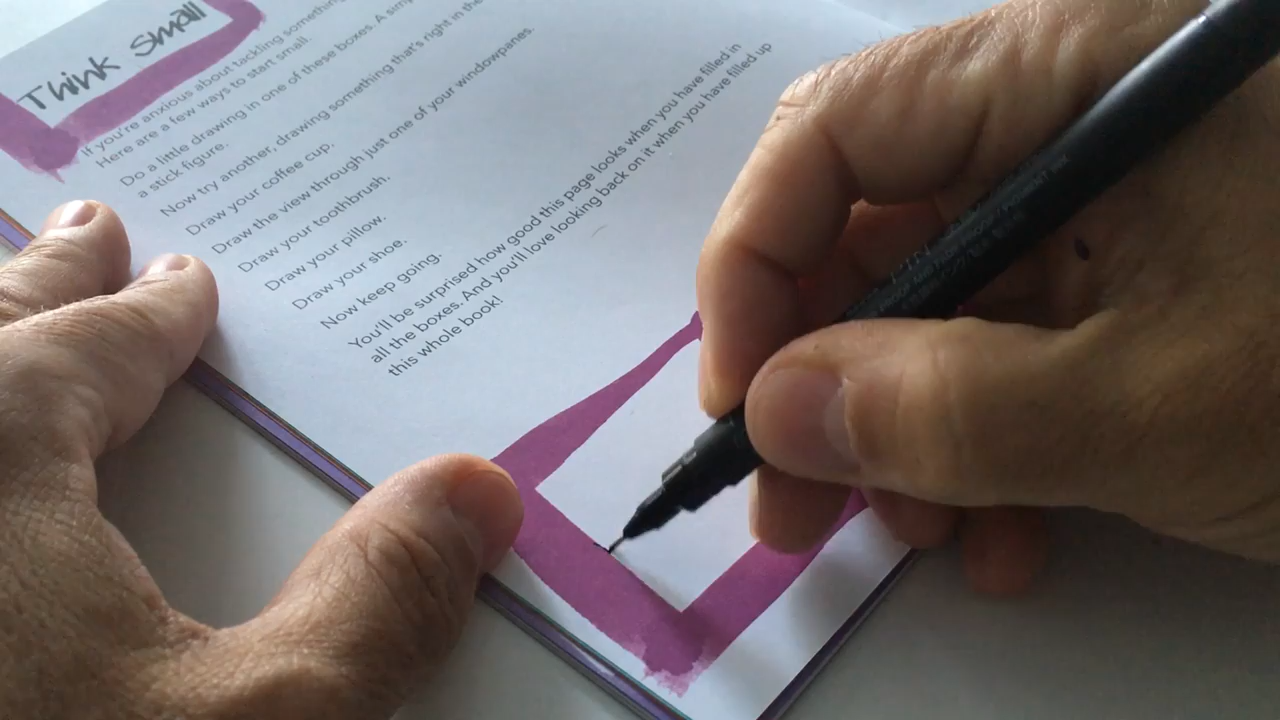 Think Small
If you're anxious about tackling something
Here are a few ways to start small.
Do a little drawing in one of these boxes. A simp
a stick figure.
Now try another, drawing something that's right in the
Draw your coffee cup.
Draw the view through just one of your windowpanes.
Draw your toothbrush.
Draw your pillow.
Draw your shoe.
Now keep going.
You'll be surprised how good this page looks when you have filled in
all the boxes. And you'll love looking back on it when you have filled up
this whole book!